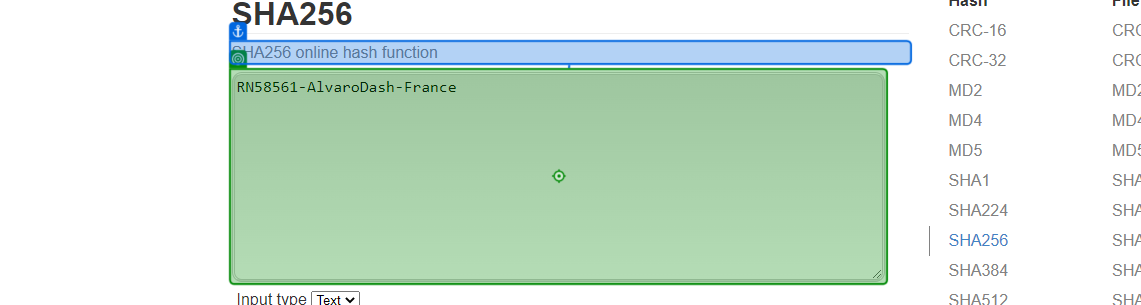 SHA256
SHA256 online hash function
RN58561-AlvaroDash-France
Input type Text
Hash
CRC-16
CRC-32
MD2
MD4
MD5
SHA1
SHA224
SHA256
SHA384
SHA512
File
CRC
CRC
MD2
MD4
MD5
SHA
SHA
SHA
SHA
SHA